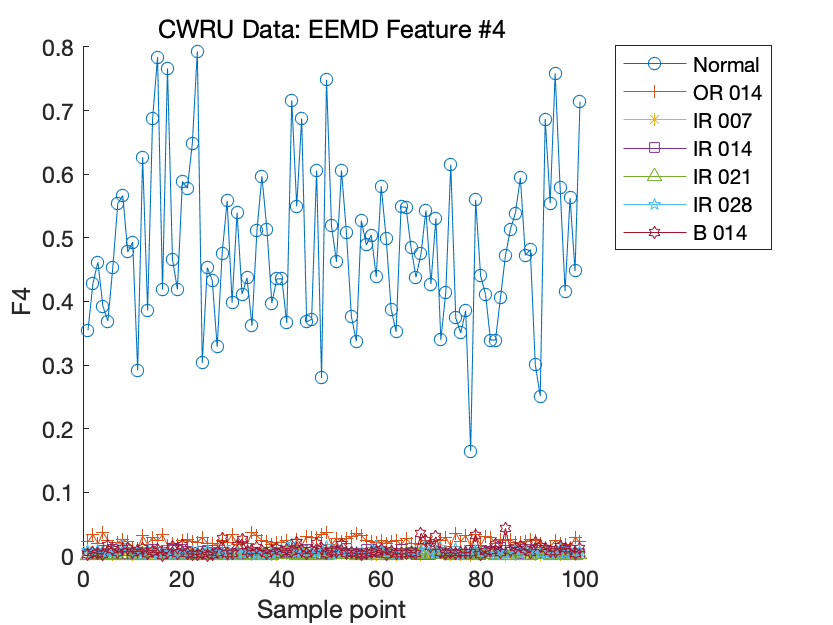 CWRU Data: EEMD Feature #4
0.8
0.7
0.6
0.5
0.4
0.3
0.2
0.1
0
F4
0 20 40 60 80 100
Sample point
Normal
OR 014
IR 007
IR 014
IR 021
IR 028
B 014